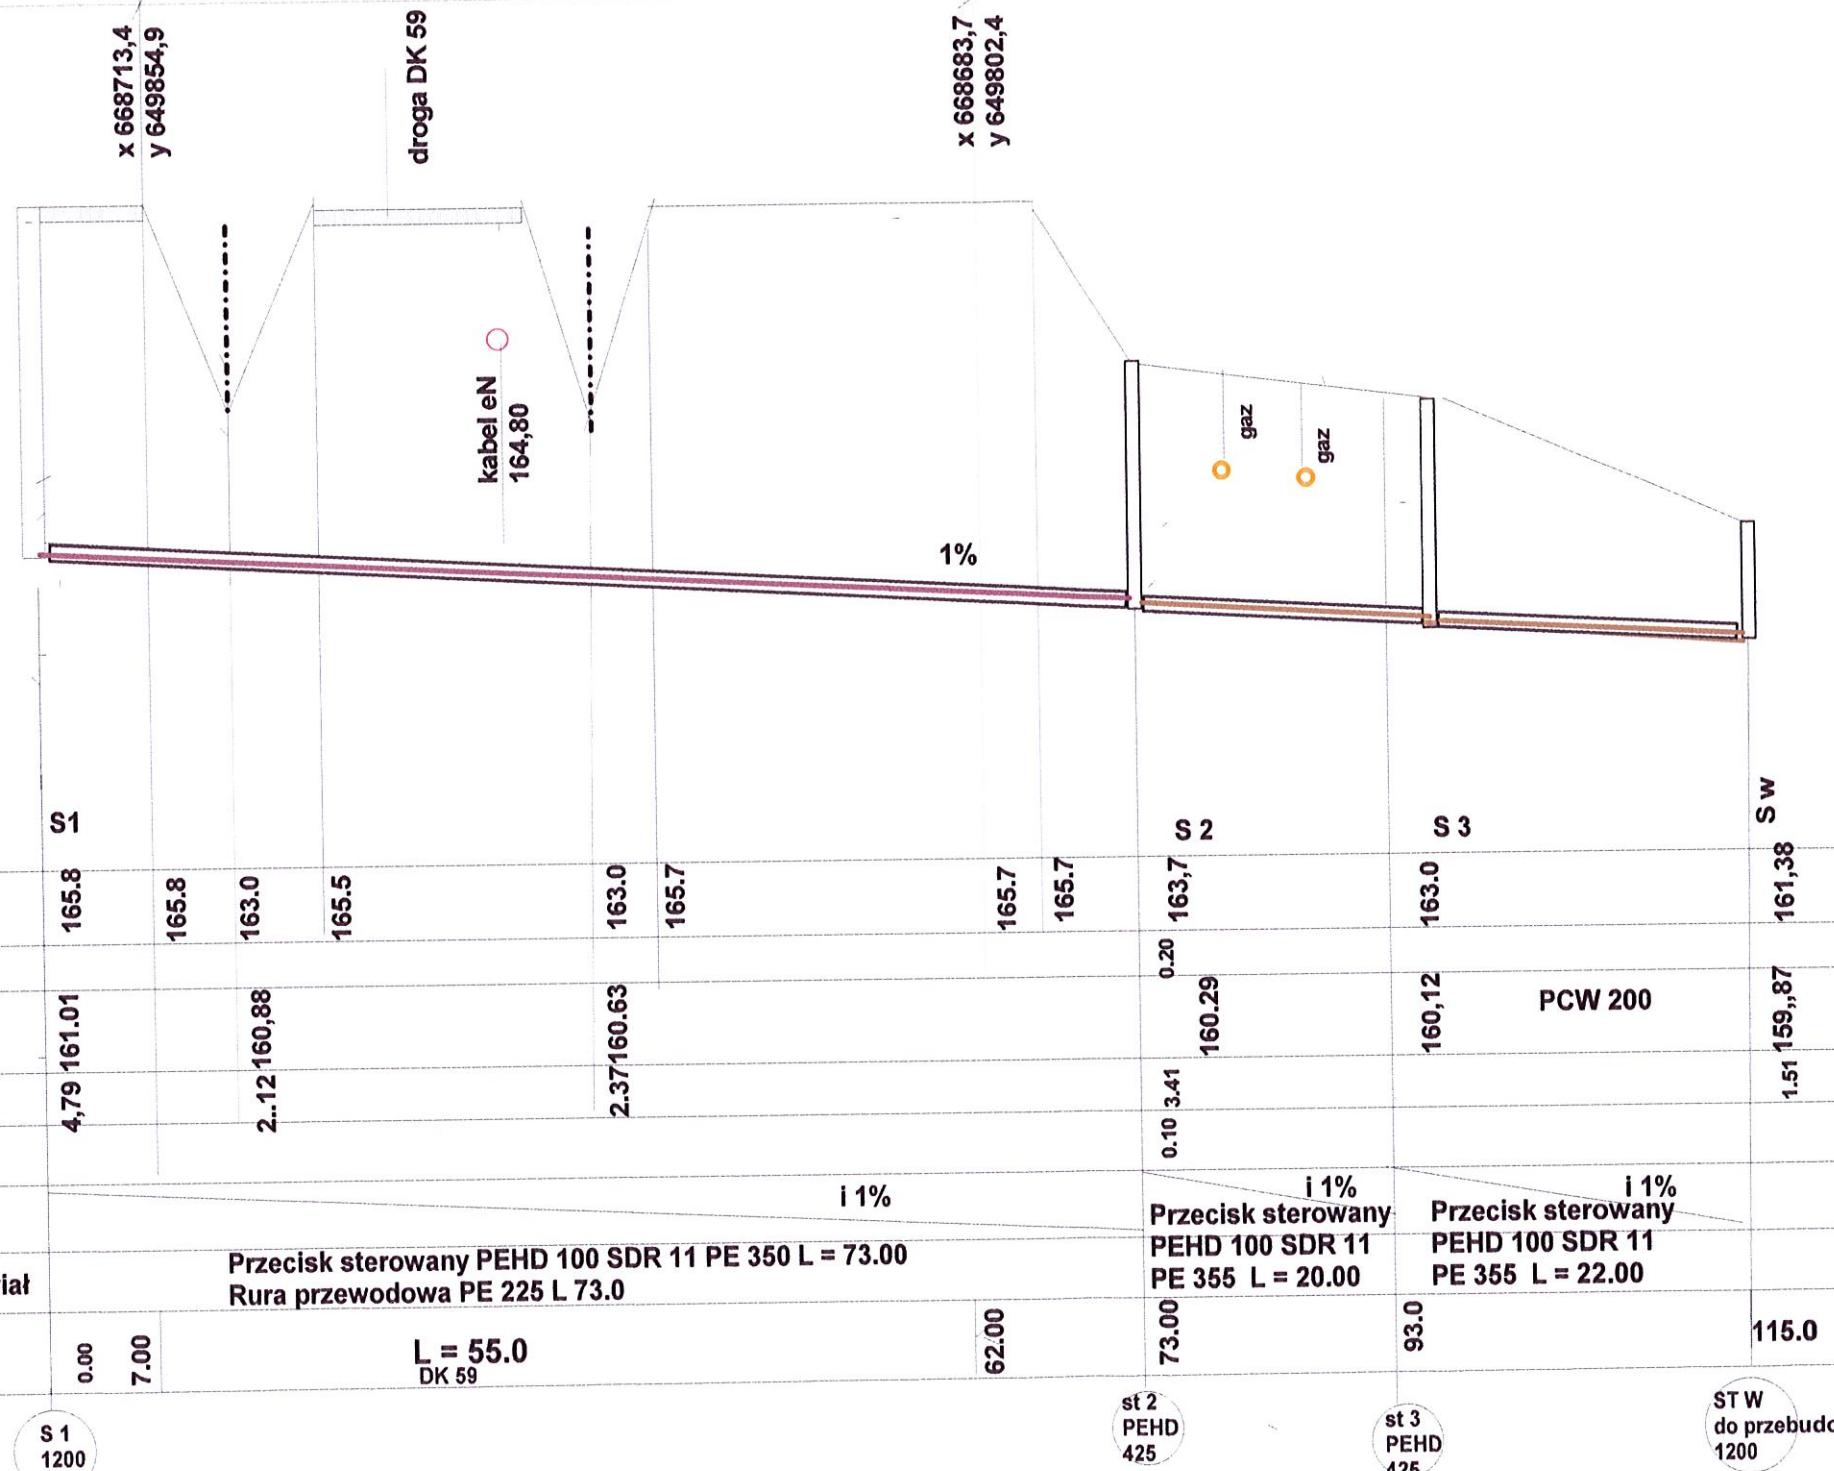 x 668713,4
y 649854,9
droga DK 59
x 668683,7
y 649802,4
kabel eN
164,80
gaz
gaz
1%
S1
S 2
S 3
S w
165.8
165.8
163.0
165.5
163.0
165.7
165.7
165.7
163,7
163.0
161,38
0.20
161.01
160,88
160.63
160.29
160,12
PCW 200
159,,87
4,79
2..12
2.37
3.41
1.51
0.10
i 1%
i 1%
i 1%
Przecisk sterowany PEHD 100 SDR 11 PE 350 L = 73.00
Rura przewodowa PE 225 L 73.0
Przecisk sterowany
PEHD 100 SDR 11
PE 355 L = 20.00
Przecisk sterowany
PEHD 100 SDR 11
PE 355 L = 22.00
iał
0.00
7.00
L = 55.0
DK 59
62.00
73.00
93.0
115.0
S 1
1200
st 2
PEHD
425
st 3
PEHD
425
ST W
do przebudo
1200